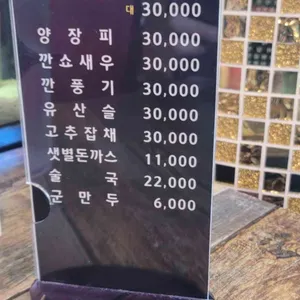 대 30,000
양 장 피 30,000
깐쇼새우 30,000
깐 풍 기 30,000
유 산 슬 30,000
고추잡채 30,000
샛별돈까스 11,000
술 국 22,000
군 만 두 6,000